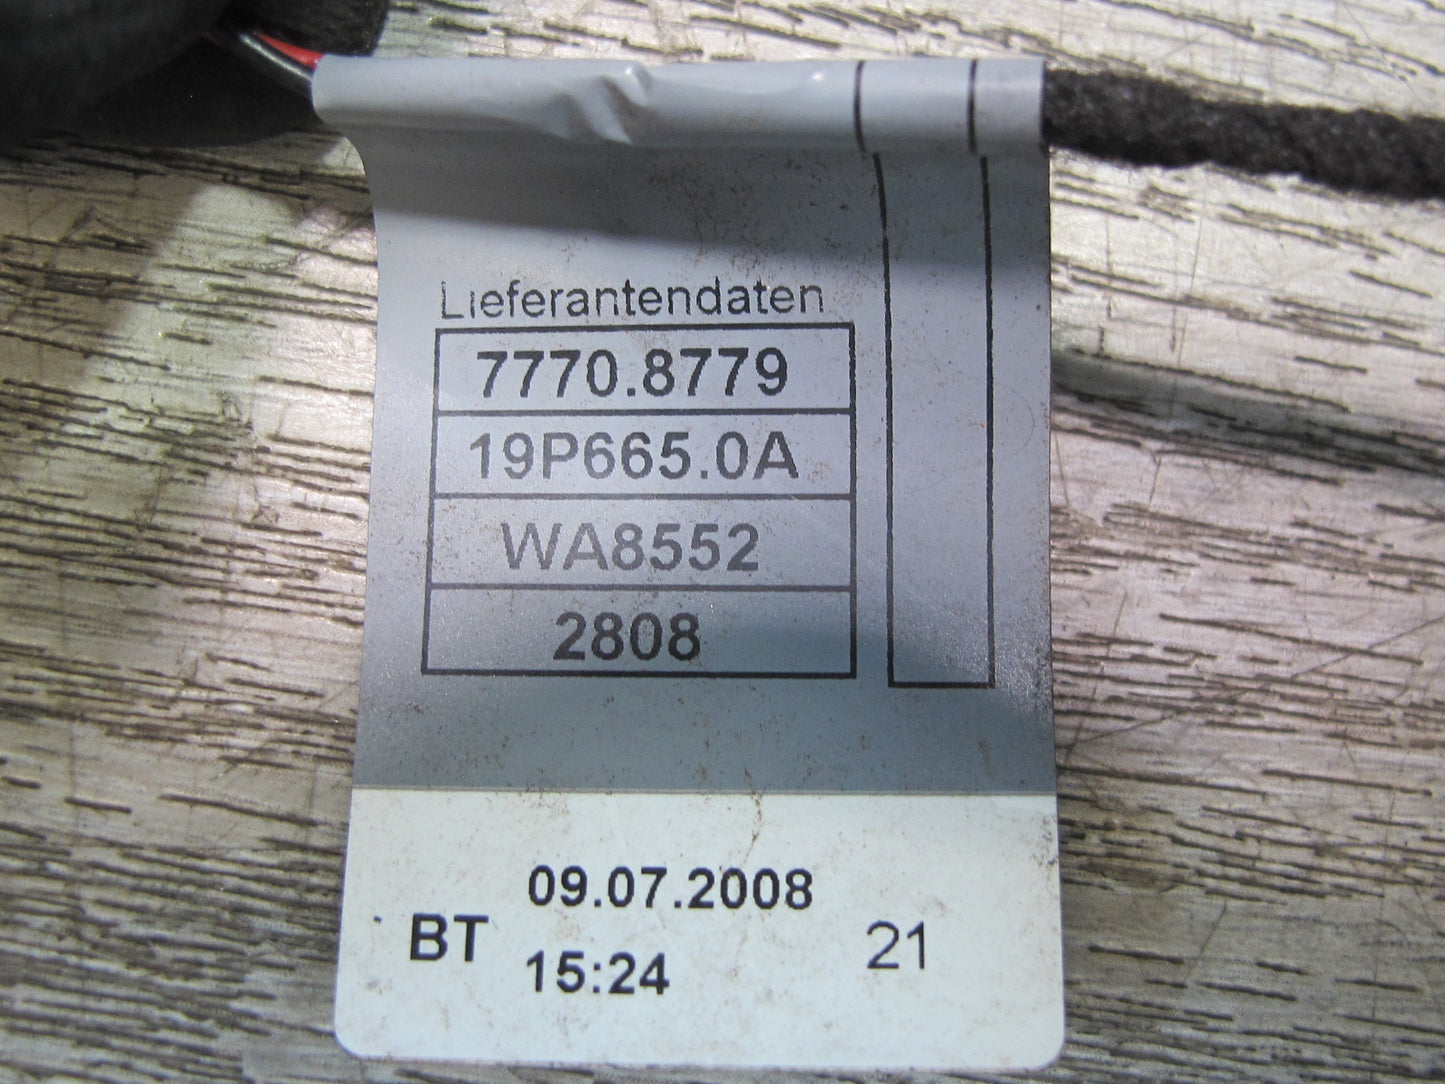 Lieferantendaten
7770.8779
19P665.0A
WA8552
2808
09.07.2008
BT
15:24
21